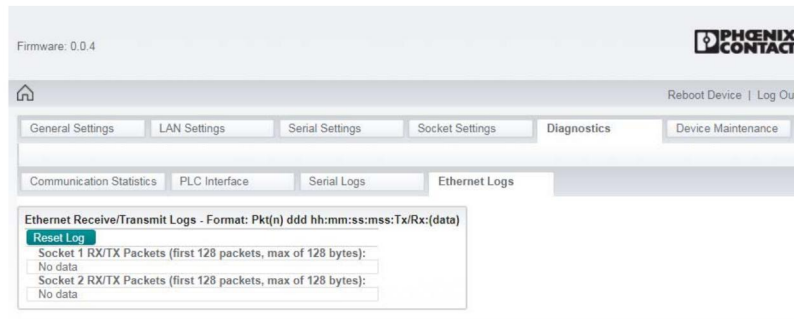 Firmware: 0.0.4
PHŒNIX
CONTACT
Reboot Device | Log Ou
General Settings LAN Settings Serial Settings Socket Settings Diagnostics Device Maintenance
Communication Statistics PLC Interface Serial Logs Ethernet Logs
Ethernet Receive/Transmit Logs - Format: Pkt(n) ddd hh:mm:ss:mss:Tx/Rx:(data)
Reset Log
Socket 1 RX/TX Packets (first 128 packets, max of 128 bytes):
No data
Socket 2 RX/TX Packets (first 128 packets, max of 128 bytes):
No data